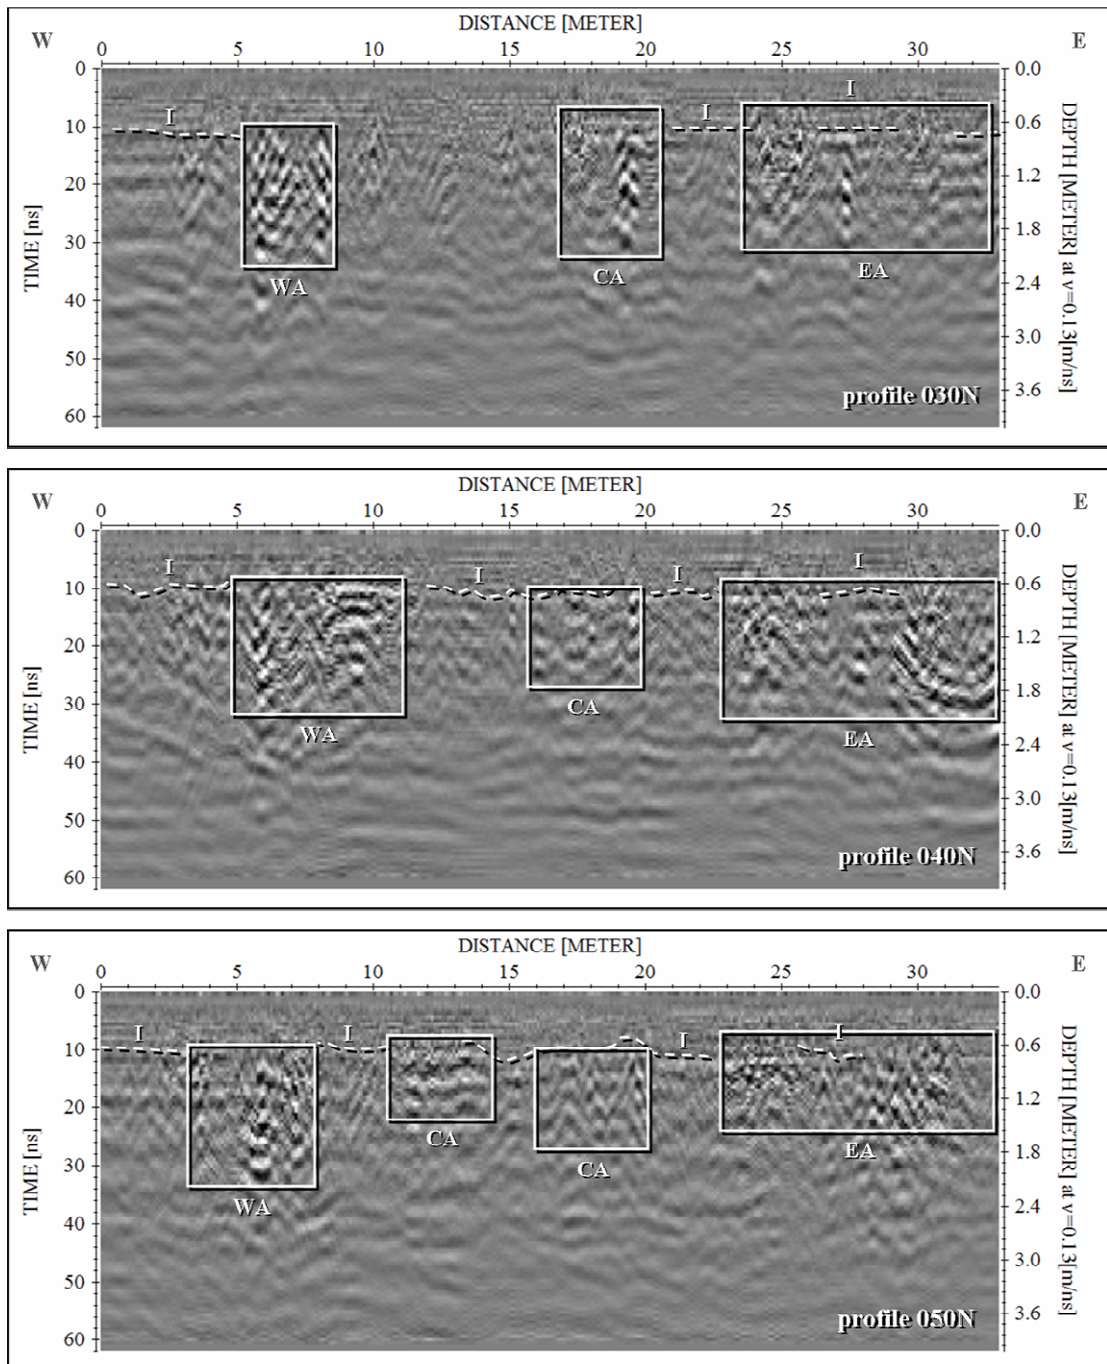 DISTANCE [METER]
W E
0 5 10 15 20 25 30
0 0.0
I
I I
10 0.6
20 1.2
30 1.8
40 2.4
50 3.0
60 3.6
TIME [ns]
DEPTH [METER] at v=0.13[m/ns]
WA CA EA
profile 030N
DISTANCE [METER]
W E
0 5 10 15 20 25 30
0 0.0
I I I I
10 0.6
20 1.2
30 1.8
40 2.4
50 3.0
60 3.6
TIME [ns]
DEPTH [METER] at v=0.13[m/ns]
WA CA EA
profile 040N
DISTANCE [METER]
W E
0 5 10 15 20 25 30
0 0.0
I I I I
10 0.6
20 1.2
30 1.8
40 2.4
50 3.0
60 3.6
TIME [ns]
DEPTH [METER] at v=0.13[m/ns]
WA CA CA EA
profile 050N